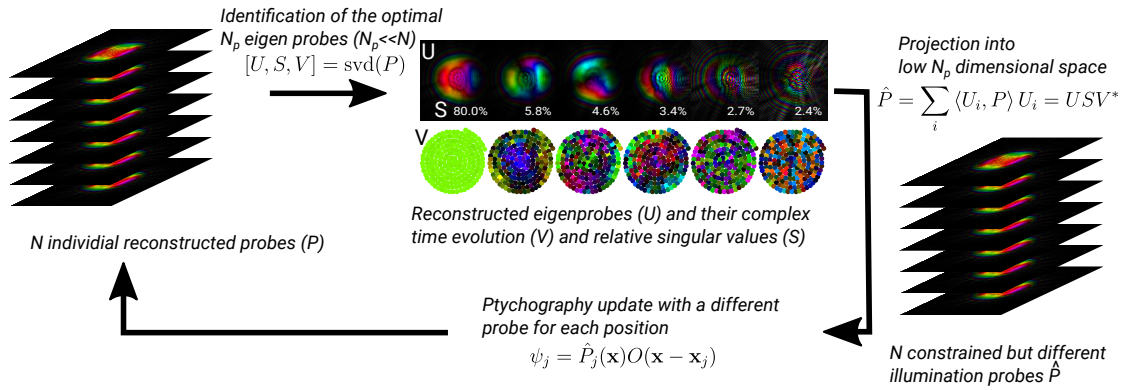 Identification of the optimal
N_p eigen probes (N_p<<N)
[U, S, V] = svd(P)
U
S 80.0% 5.8% 4.6% 3.4% 2.7% 2.4%
V
Reconstructed eigenprobes (U) and their complex
time evolution (V) and relative singular values (S)
Projection into
low N_p dimensional space
P̂ = ∑_i ⟨U_i, P⟩ U_i = USV*
N individial reconstructed probes (P)
Ptychography update with a different
probe for each position
ψ_j = P̂_j(x)O(x − x_j)
N constrained but different
illumination probes P̂